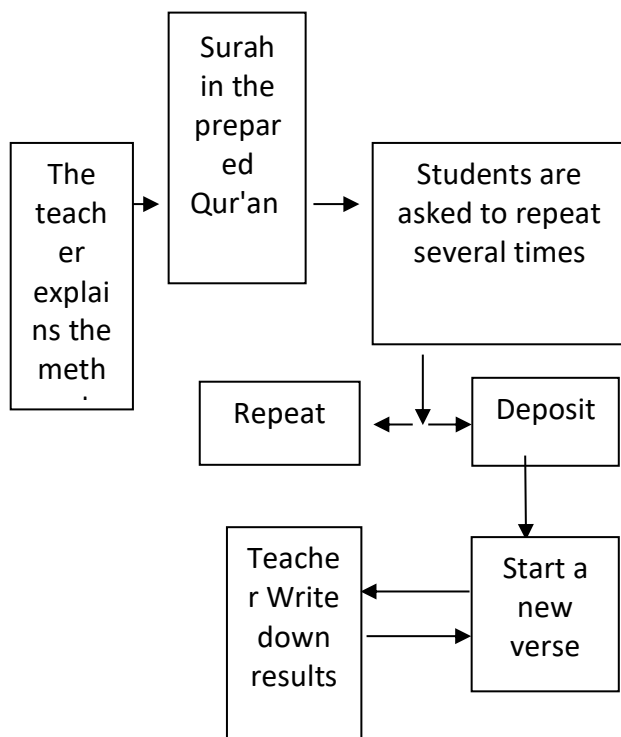 The
teach
er
explai
ns the
meth
Surah
in the
prepar
ed
Qur'an
Students are
asked to repeat
several times
Repeat
Deposit
Teache
r Write
down
results
Start a
new
verse